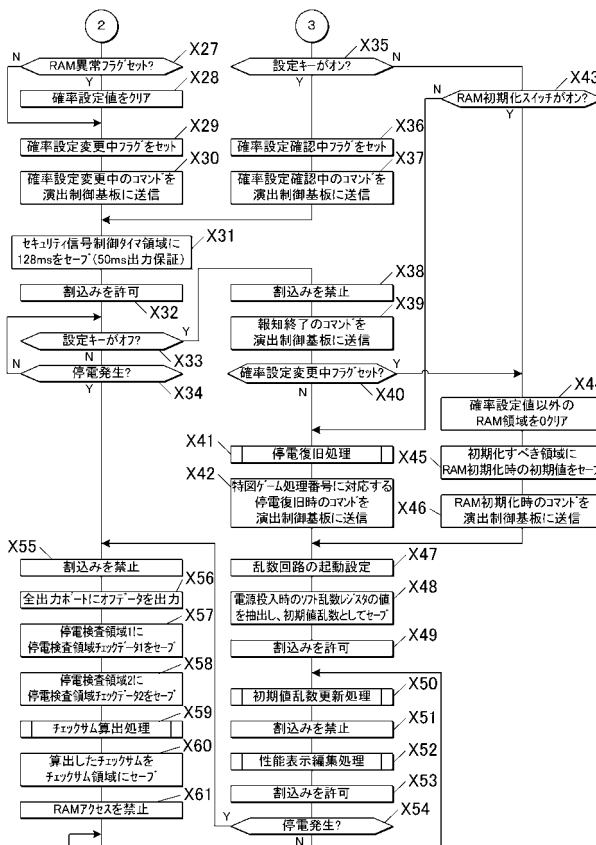 2
RAM異常フラグセット?
X27
N
Y
X28
確率設定値をクリア
X29
確率設定変更中フラグをセット
X30
確率設定変更中のコマンドを
演出制御基板に送信
セキュリティ信号制御タイマ領域に
128msをセーブ(50ms出力保証)
X31
割込みを許可
X32
設定キーがオフ?
Y
N
X33
N
停電発生?
Y
X34
3
X35
設定キーがオン?
N
Y
X43
RAM初期化スイッチがオン?
N
Y
X36
確率設定確認中フラグをセット
X37
確率設定確認中のコマンドを
演出制御基板に送信
X38
割込みを禁止
X39
報知終了のコマンドを
演出制御基板に送信
確率設定変更中フラグセット?
Y
N
X40
X44
確率設定値以外の
RAM領域を0クリア
X41
停電復旧処理
X45
初期化すべき領域に
RAM初期化時の初期値をセーブ
X42
特図ゲーム処理番号に対応する
停電復旧時のコマンドを
演出制御基板に送信
X46
RAM初期化時のコマンドを
演出制御基板に送信
X47
乱数回路の起動設定
X48
電源投入時のソフト乱数レジスタの値
を抽出し、初期値乱数としてセーブ
X49
割込みを許可
X50
初期値乱数更新処理
X51
割込みを禁止
X52
性能表示編集処理
X53
割込みを許可
X54
Y
停電発生?
N
X55
割込みを禁止
X56
全出力ポートにオフデータを出力
X57
停電検査領域1に
停電検査領域チェックデータ1をセーブ
X58
停電検査領域2に
停電検査領域チェックデータ2をセーブ
X59
チェックサム算出処理
X60
算出したチェックサムを
チェックサム領域にセーブ
X61
RAMアクセスを禁止